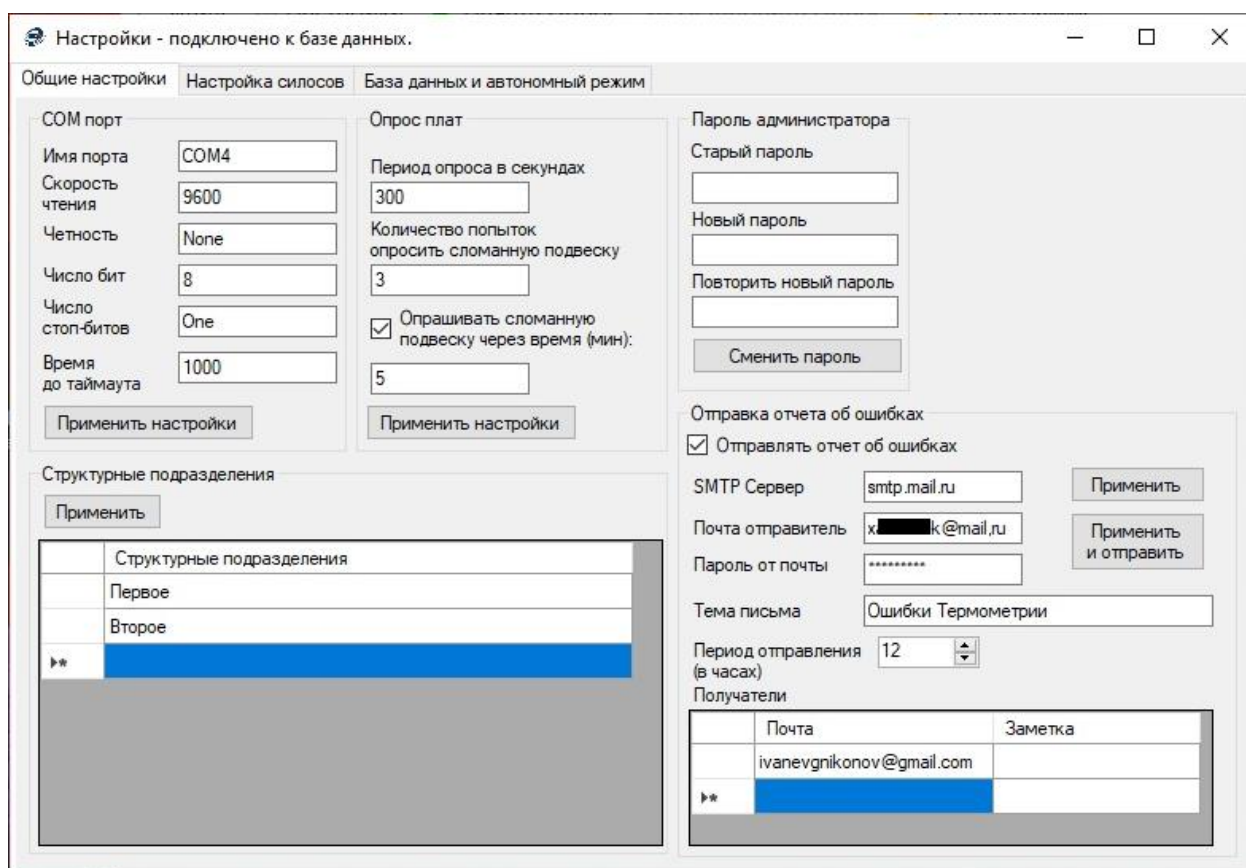 Настройки - подключено к базе данных.
Общие настройки
Настройка силосов
База данных и автономный режим
COM порт
Имя порта
COM4
Скорость
чтения
9600
Четность
None
Число бит
8
Число
стоп-битов
One
Время
до таймаута
1000
Применить настройки
Опрос плат
Период опроса в секундах
300
Количество попыток
опросить сломанную подвеску
3
Опрашивать сломанную
подвеску через время (мин):
5
Применить настройки
Пароль администратора
Старый пароль
Новый пароль
Повторить новый пароль
Сменить пароль
Структурные подразделения
Применить
Структурные подразделения
Первое
Второе
Отправка отчета об ошибках
Отправлять отчет об ошибках
SMTP Сервер
smtp.mail.ru
Применить
Почта отправитель
k@mail,ru
Применить
и отправить
Пароль от почты
*********
Тема письма
Ошибки Термометрии
Период отправления
(в часах)
12
Получатели
Почта
Заметка
ivanevgnikonov@gmail.com